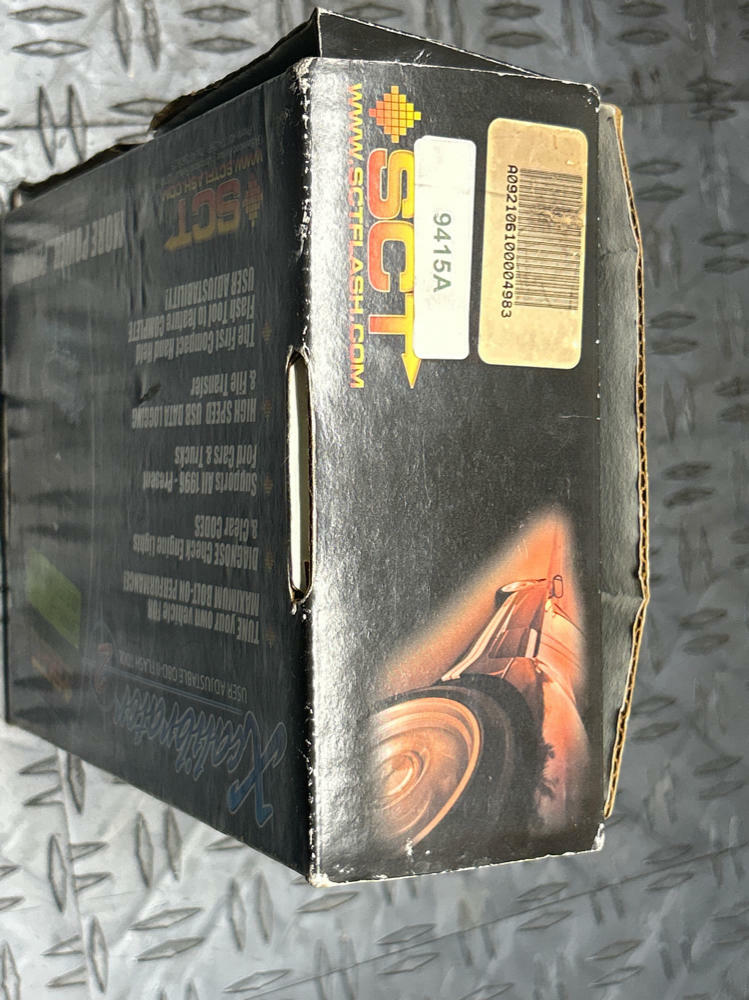 SCT
WWW.SCTFLASH.COM
9415A
A092106100004983
Xcalibrator 2
USER ADJUSTABLE OBD-II FLASH TOOL
TUNE your own vehicle FOR
MAXIMUM BOLT-ON PERFORMANCE!
DIAGNOSE Check Engine Lights
& Clear CODES
Supports All 1996 - Present
Ford Cars & Trucks
HIGH SPEED USB DATA LOGGING
& File Transfer
The First Compact Hand Held
Flash Tool to feature COMPLETE
USER ADJUSTABILITY!
SCT
WWW.SCTFLASH.COM